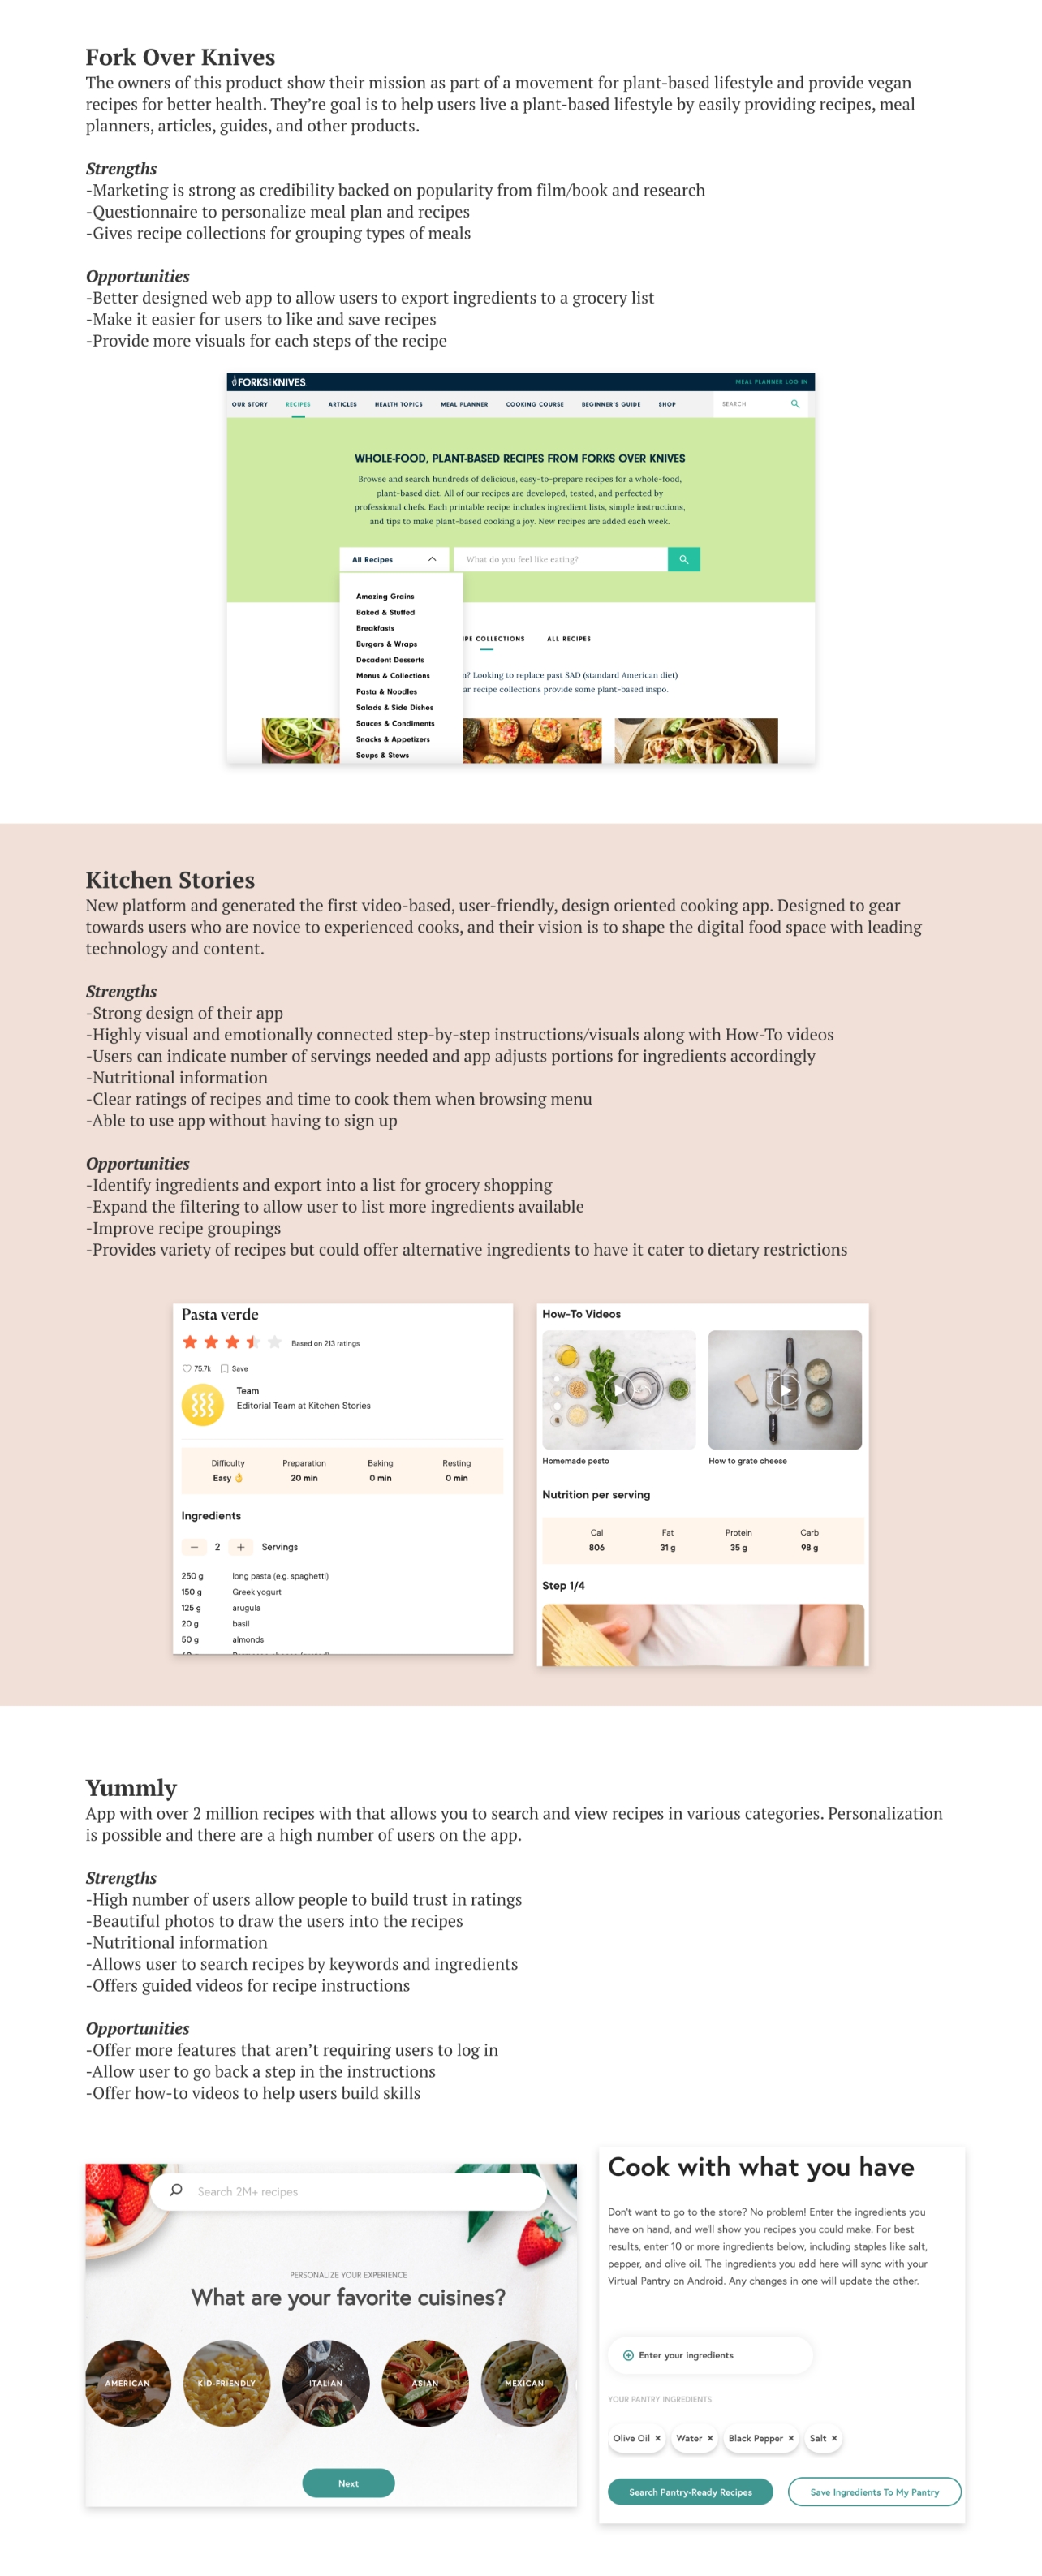 Fork Over Knives
The owners of this product show their mission as part of a movement for plant-based lifestyle and provide vegan
recipes for better health. They’re goal is to help users live a plant-based lifestyle by easily providing recipes, meal
planners, articles, guides, and other products.
Strengths
-Marketing is strong as credibility backed on popularity from film/book and research
-Questionnaire to personalize meal plan and recipes
-Gives recipe collections for grouping types of meals
Opportunities
-Better designed web app to allow users to export ingredients to a grocery list
-Make it easier for users to like and save recipes
-Provide more visuals for each steps of the recipe
FORKS OVER KNIVES MEAL PLANNER LOG IN
OUR STORY RECIPES ARTICLES HEALTH TOPICS MEAL PLANNER COOKING COURSE BEGINNER'S GUIDE SHOP SEARCH
WHOLE-FOOD, PLANT-BASED RECIPES FROM FORKS OVER KNIVES
Browse and search hundreds of delicious, easy-to-prepare recipes for a whole-food,
plant-based diet. All of our recipes are developed, tested, and perfected by
professional chefs. Each printable recipe includes ingredient lists, simple instructions,
and tips to make plant-based cooking a joy. New recipes are added each week.
All Recipes What do you feel like eating?
Amazing Grains
Baked & Stuffed
Breakfasts
Burgers & Wraps
IPE COLLECTIONS ALL RECIPES
Decadent Desserts
Menus & Collections
n? Looking to replace past SAD (standard American diet)
Pasta & Noodles
ar recipe collections provide some plant-based inspo.
Salads & Side Dishes
Sauces & Condiments
Snacks & Appetizers
Soups & Stews
Kitchen Stories
New platform and generated the first video-based, user-friendly, design oriented cooking app. Designed to gear
towards users who are novice to experienced cooks, and their vision is to shape the digital food space with leading
technology and content.
Strengths
-Strong design of their app
-Highly visual and emotionally connected step-by-step instructions/visuals along with How-To videos
-Users can indicate number of servings needed and app adjusts portions for ingredients accordingly
-Nutritional information
-Clear ratings of recipes and time to cook them when browsing menu
-Able to use app without having to sign up
Opportunities
-Identify ingredients and export into a list for grocery shopping
-Expand the filtering to allow user to list more ingredients available
-Improve recipe groupings
-Provides variety of recipes but could offer alternative ingredients to have it cater to dietary restrictions
Pasta verde
Based on 213 ratings
75.7k Save
Team
Editorial Team at Kitchen Stories
Difficulty Preparation Baking Resting
Easy 👌 20 min 0 min 0 min
Ingredients
− 2 + Servings
250 g long pasta (e.g. spaghetti)
150 g Greek yogurt
125 g arugula
20 g basil
50 g almonds
How-To Videos
Homemade pesto How to grate cheese
Nutrition per serving
Cal Fat Protein Carb
806 31 g 35 g 98 g
Step 1/4
Yummly
App with over 2 million recipes with that allows you to search and view recipes in various categories. Personalization
is possible and there are a high number of users on the app.
Strengths
-High number of users allow people to build trust in ratings
-Beautiful photos to draw the users into the recipes
-Nutritional information
-Allows user to search recipes by keywords and ingredients
-Offers guided videos for recipe instructions
Opportunities
-Offer more features that aren’t requiring users to log in
-Allow user to go back a step in the instructions
-Offer how-to videos to help users build skills
Search 2M+ recipes
PERSONALIZE YOUR EXPERIENCE
What are your favorite cuisines?
AMERICAN KID-FRIENDLY ITALIAN ASIAN MEXICAN
Next
Cook with what you have
Don't want to go to the store? No problem! Enter the ingredients you
have on hand, and we'll show you recipes you could make. For best
results, enter 10 or more ingredients below, including staples like salt,
pepper, and olive oil. The ingredients you add here will sync with your
Virtual Pantry on Android. Any changes in one will update the other.
Enter your ingredients
YOUR PANTRY INGREDIENTS
Olive Oil × Water × Black Pepper × Salt ×
Search Pantry-Ready Recipes Save Ingredients To My Pantry